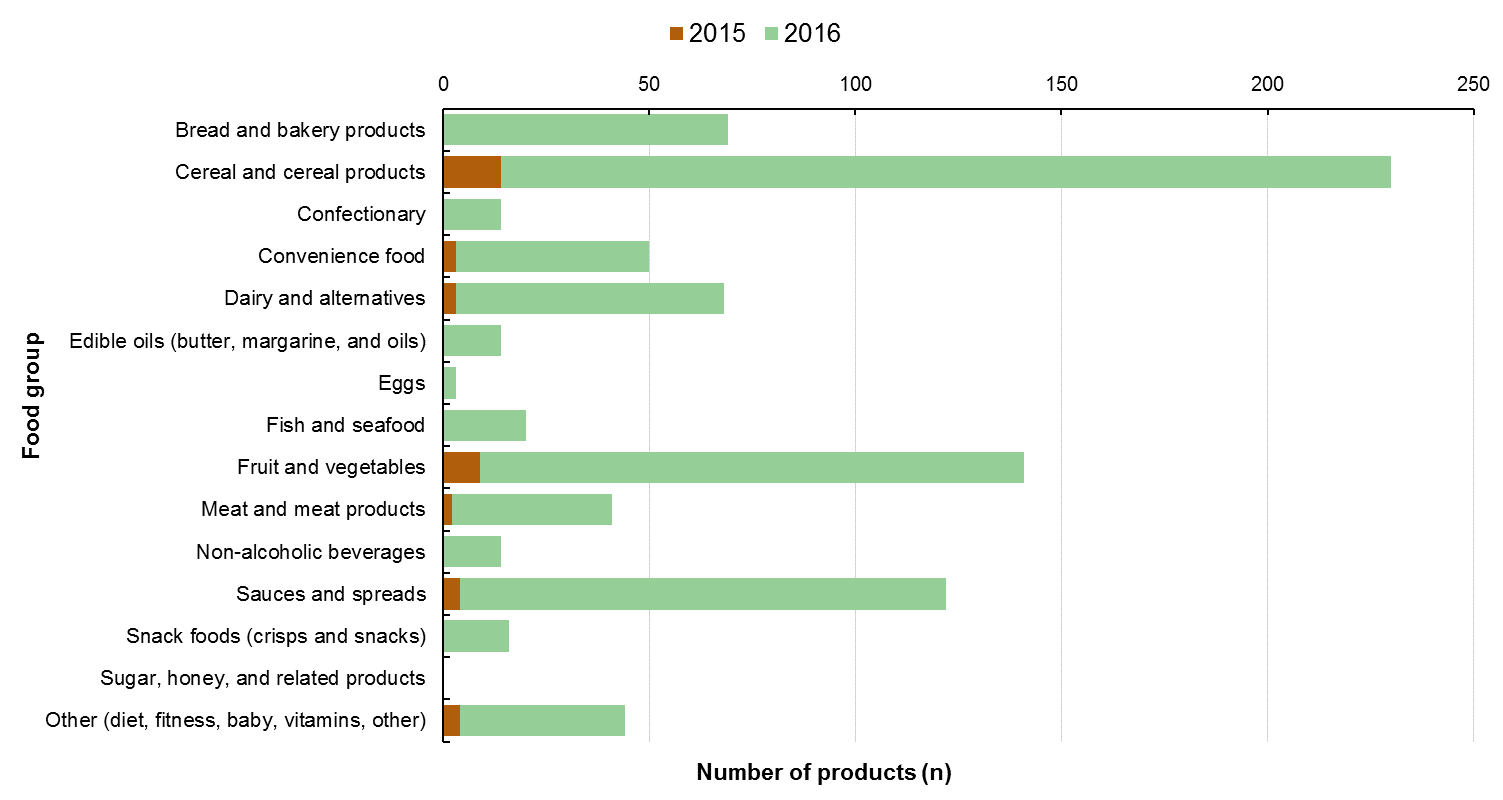 2015 2016
0 50 100 150 200 250
Bread and bakery products
Cereal and cereal products
Confectionary
Convenience food
Dairy and alternatives
Edible oils (butter, margarine, and oils)
Eggs
Fish and seafood
Fruit and vegetables
Meat and meat products
Non-alcoholic beverages
Sauces and spreads
Snack foods (crisps and snacks)
Sugar, honey, and related products
Other (diet, fitness, baby, vitamins, other)
Food group
Number of products (n)